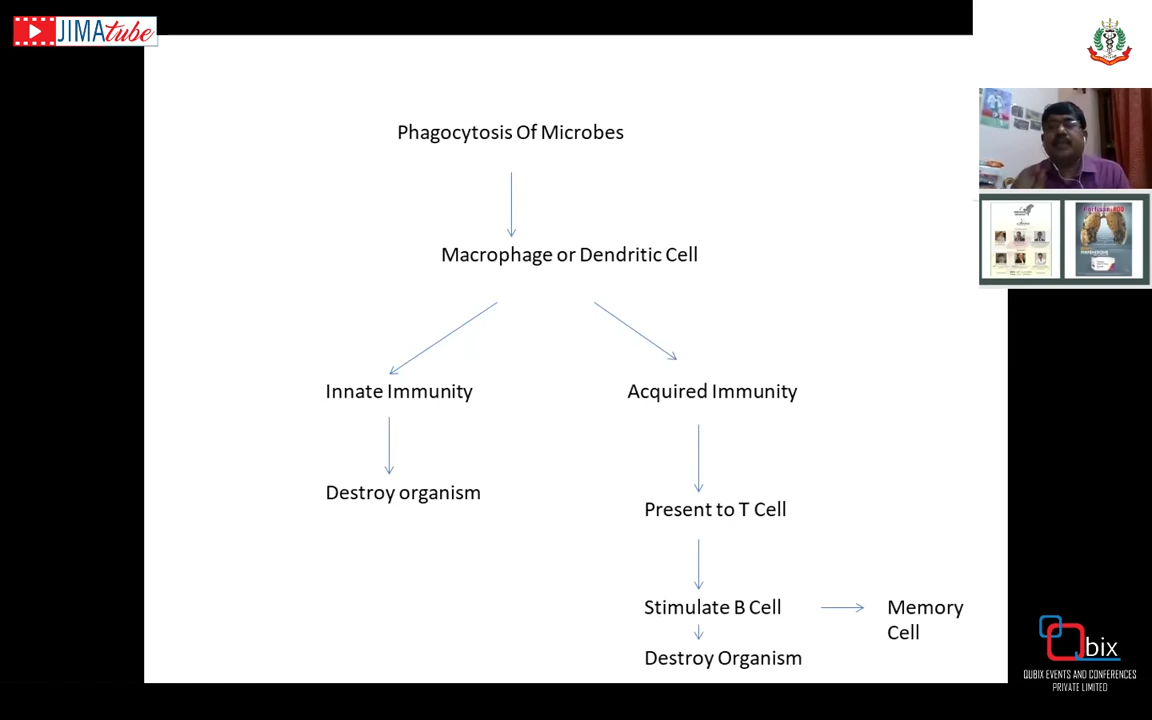 JIMAtube
Phagocytosis Of Microbes
Macrophage or Dendritic Cell
Innate Immunity
Acquired Immunity
Destroy organism
Present to T Cell
Stimulate B Cell
Memory
Cell
Destroy Organism
Qbix
QUBIX EVENTS AND CONFERENCES
PRIVATE LIMITED